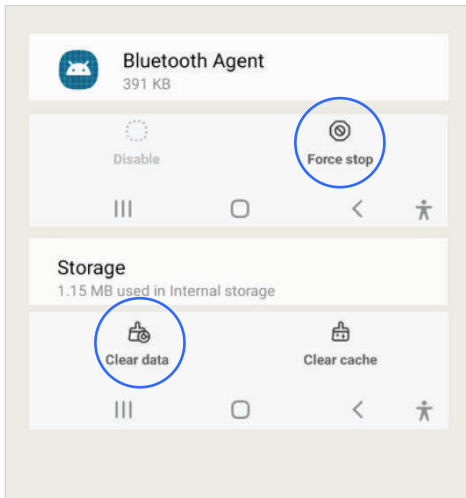 Bluetooth Agent
391 KB
Disable
Force stop
Storage
1.15 MB used in Internal storage
Clear data
Clear cache